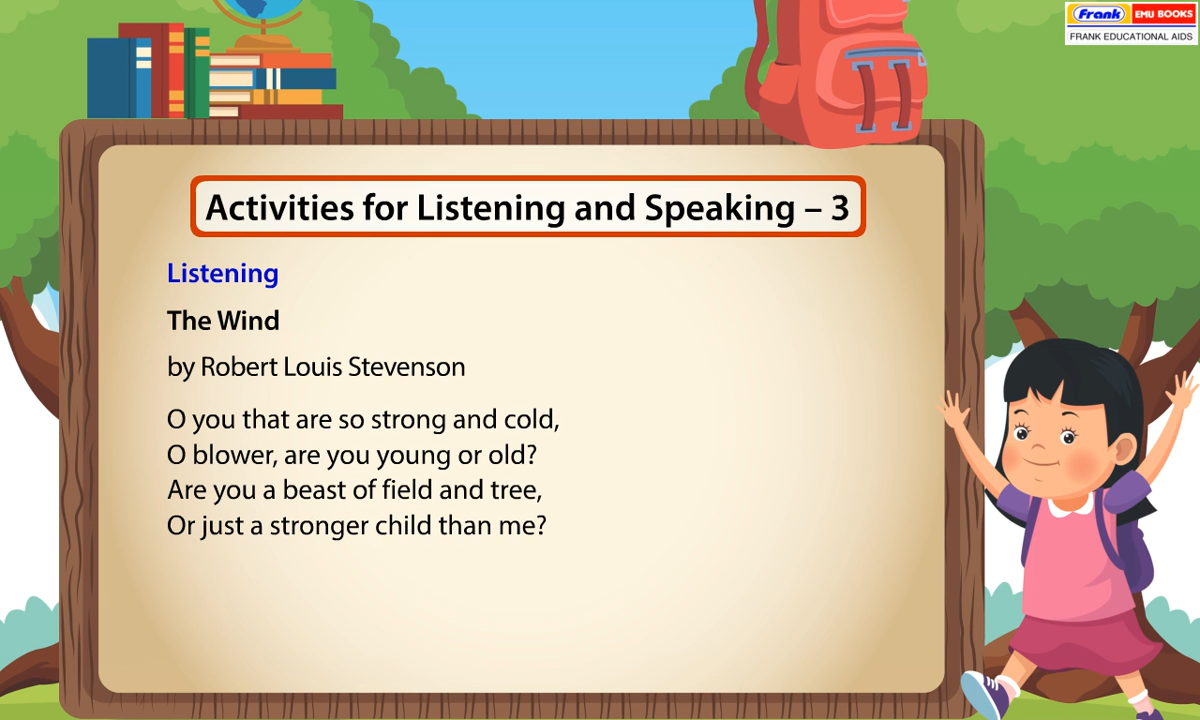 Frank EMU BOOKS
FRANK EDUCATIONAL AIDS
Activities for Listening and Speaking – 3
Listening
The Wind
by Robert Louis Stevenson
O you that are so strong and cold,
O blower, are you young or old?
Are you a beast of field and tree,
Or just a stronger child than me?